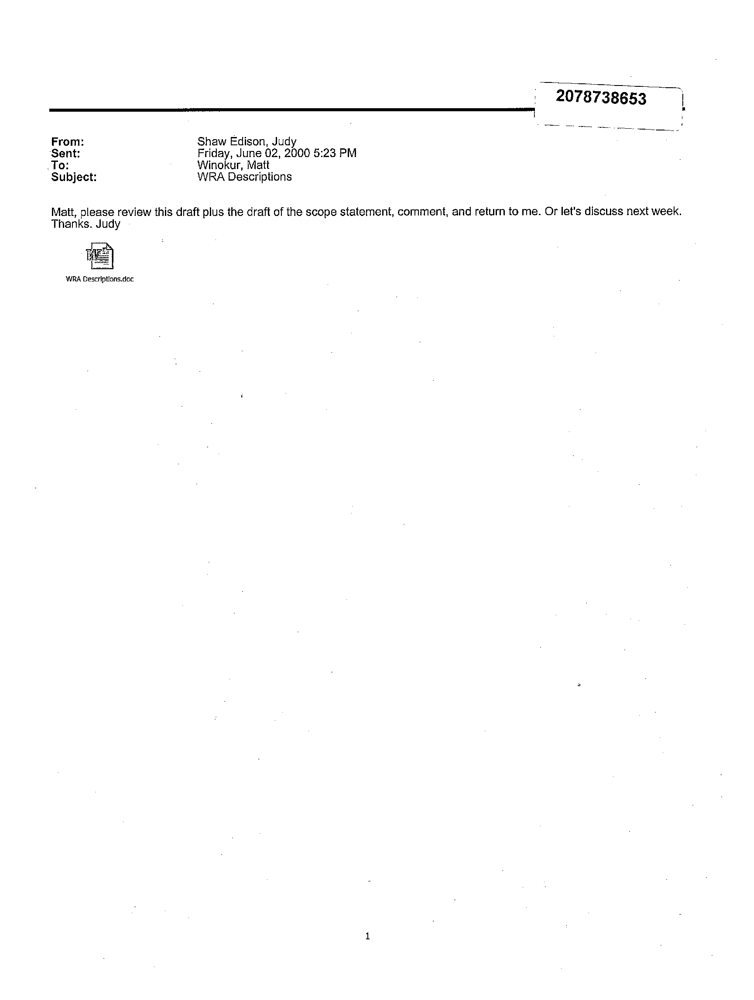 2078738653
From: Shaw Edison, Judy
Sent: Friday, June 02, 2000 5:23 PM
To: Winokur, Matt
Subject: WRA Descriptions
Matt, please review this draft plus the draft of the scope statement, comment, and return to me. Or let's discuss next week.
Thanks. Judy
WRA Descriptions.doc
1